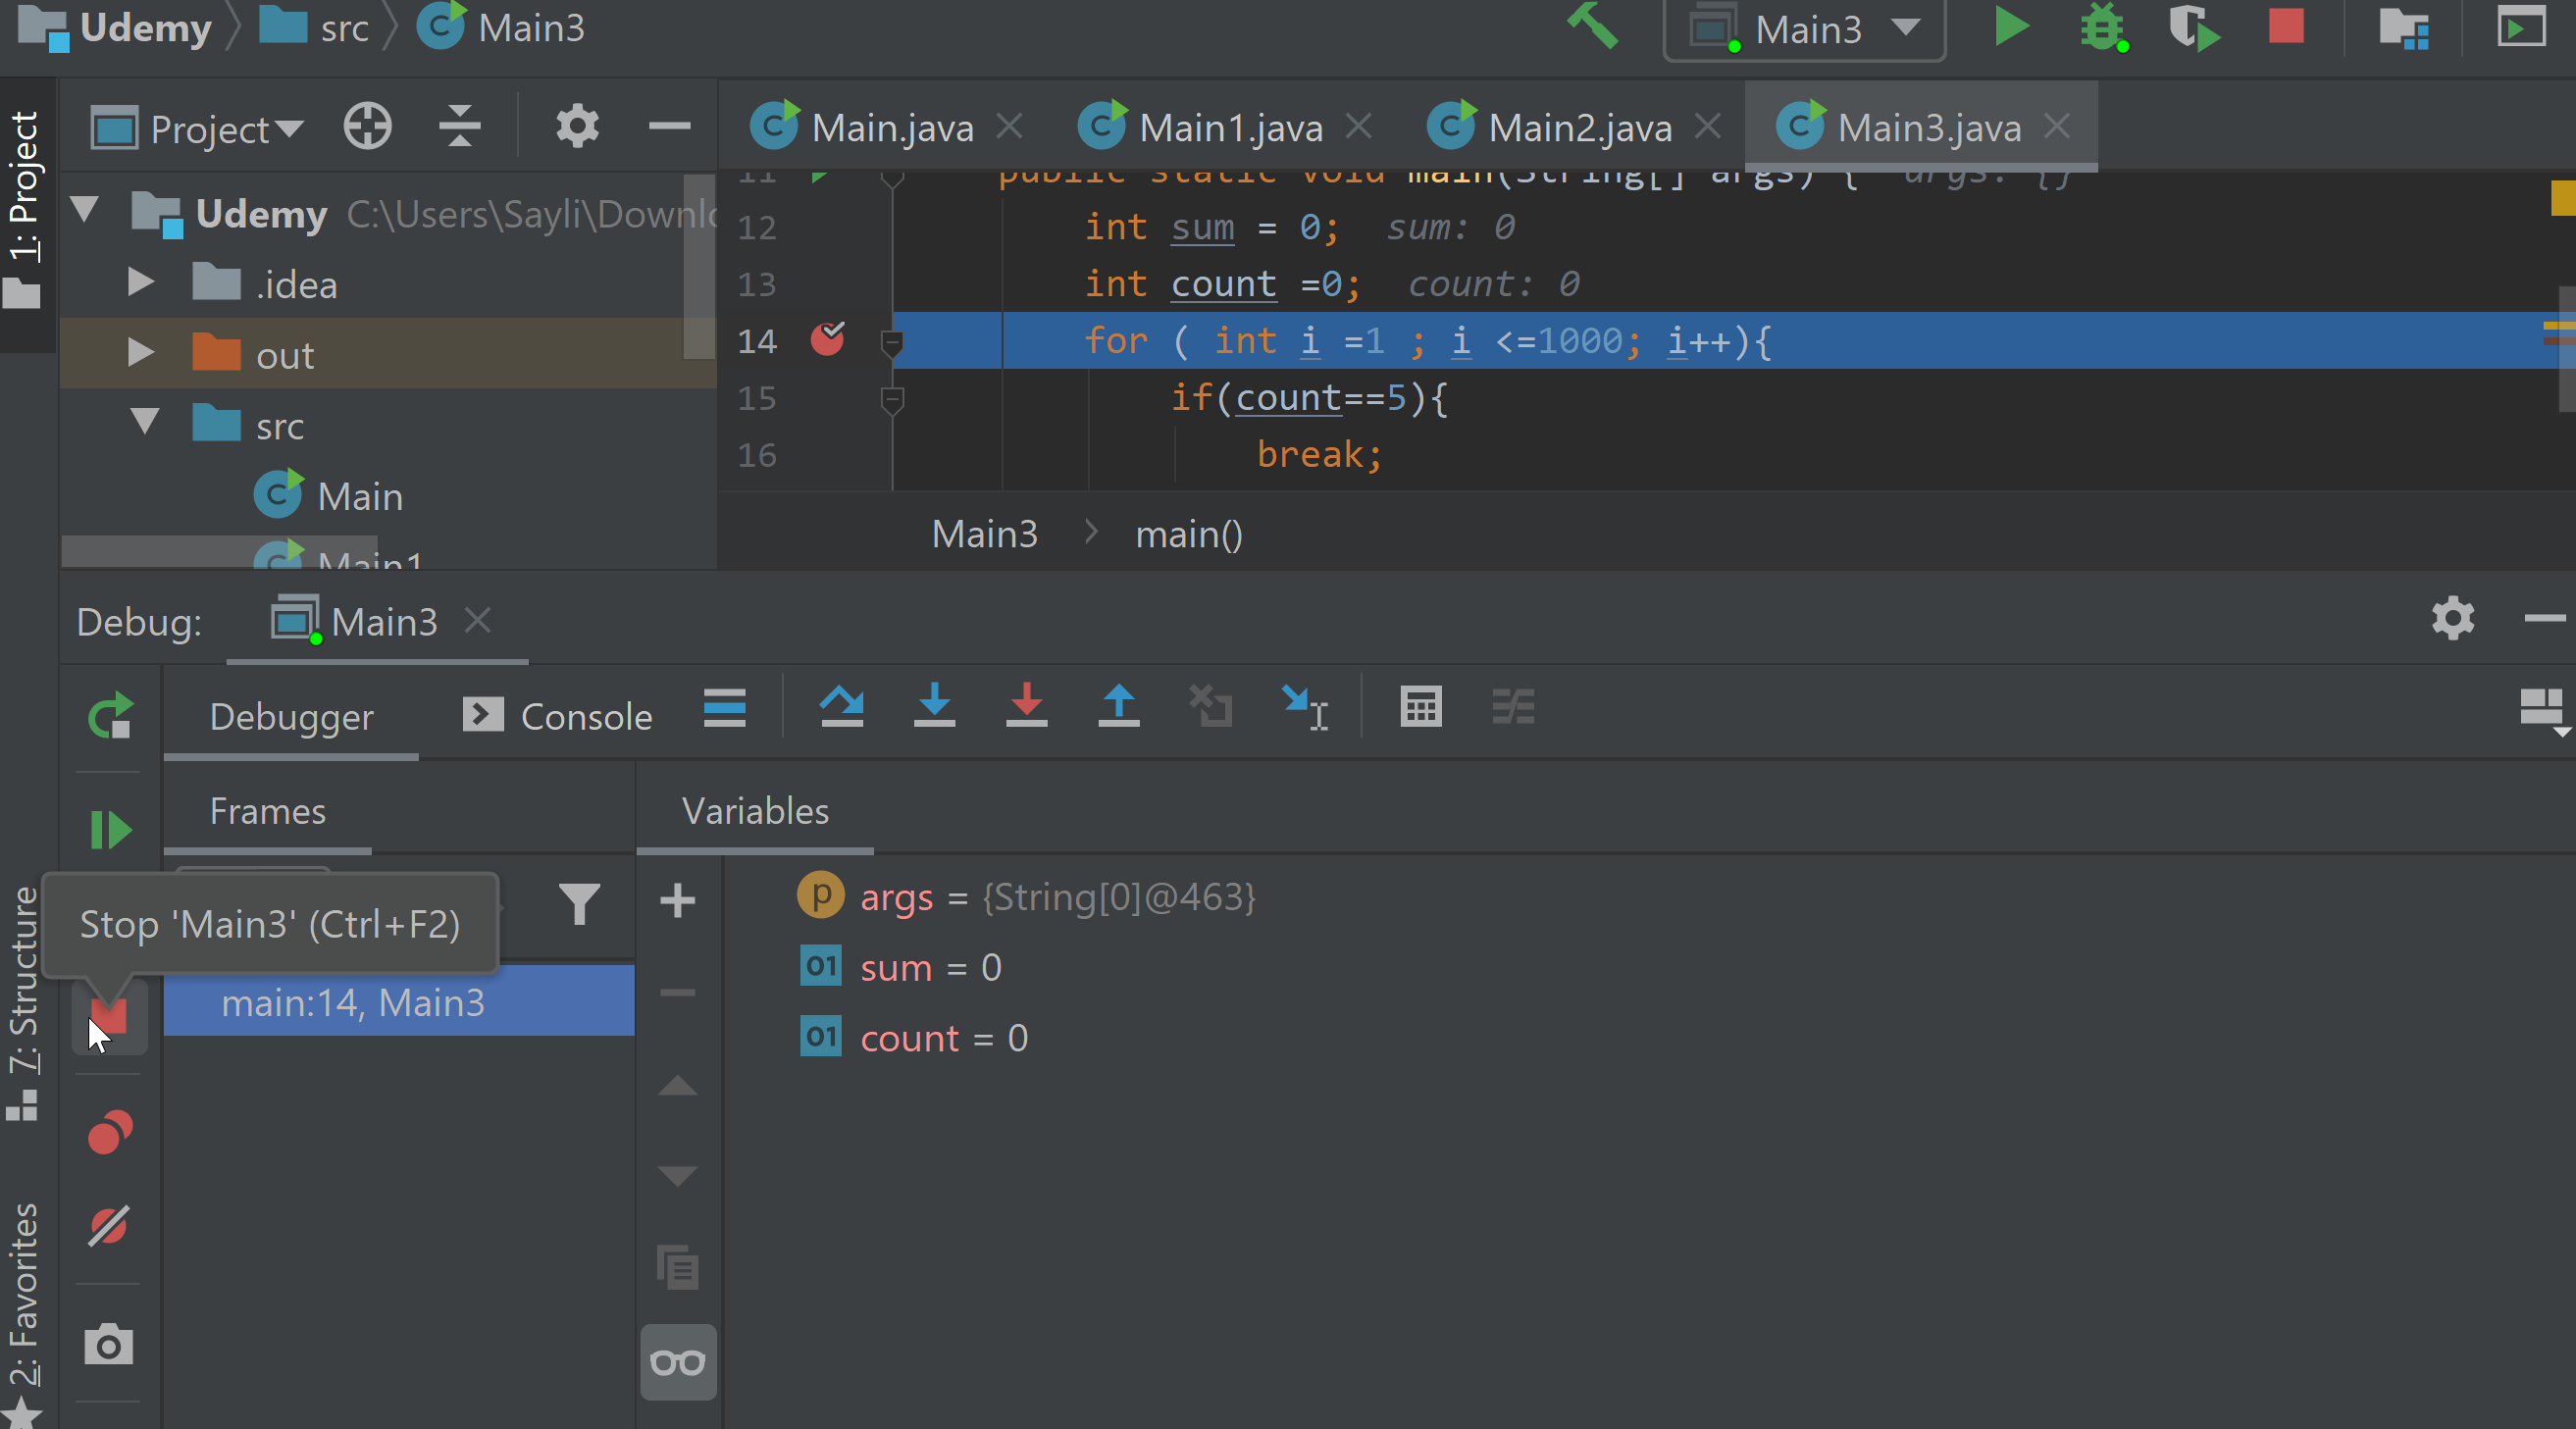 Udemy src Main3
Main3
1: Project
Project
Main.java Main1.java Main2.java Main3.java
Udemy C:\Users\Sayli\Downlo
.idea
out
src
Main
Main1
11 public static void main(String[] args) { args: {}
12 int sum = 0; sum: 0
13 int count =0; count: 0
14 for ( int i =1 ; i <=1000; i++){
15 if(count==5){
16 break;
Main3 > main()
Debug: Main3
Debugger Console
Frames
Variables
Stop 'Main3' (Ctrl+F2)
main:14, Main3
p args = {String[0]@463}
01 sum = 0
01 count = 0
7: Structure
2: Favorites